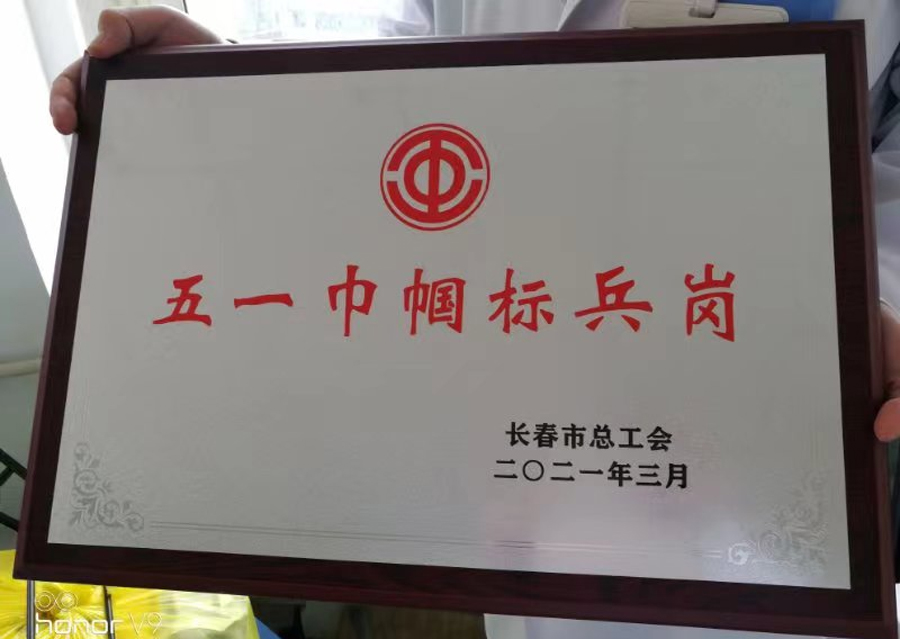 五一巾帼标兵岗
长春市总工会
二〇二一年三月
honor V9